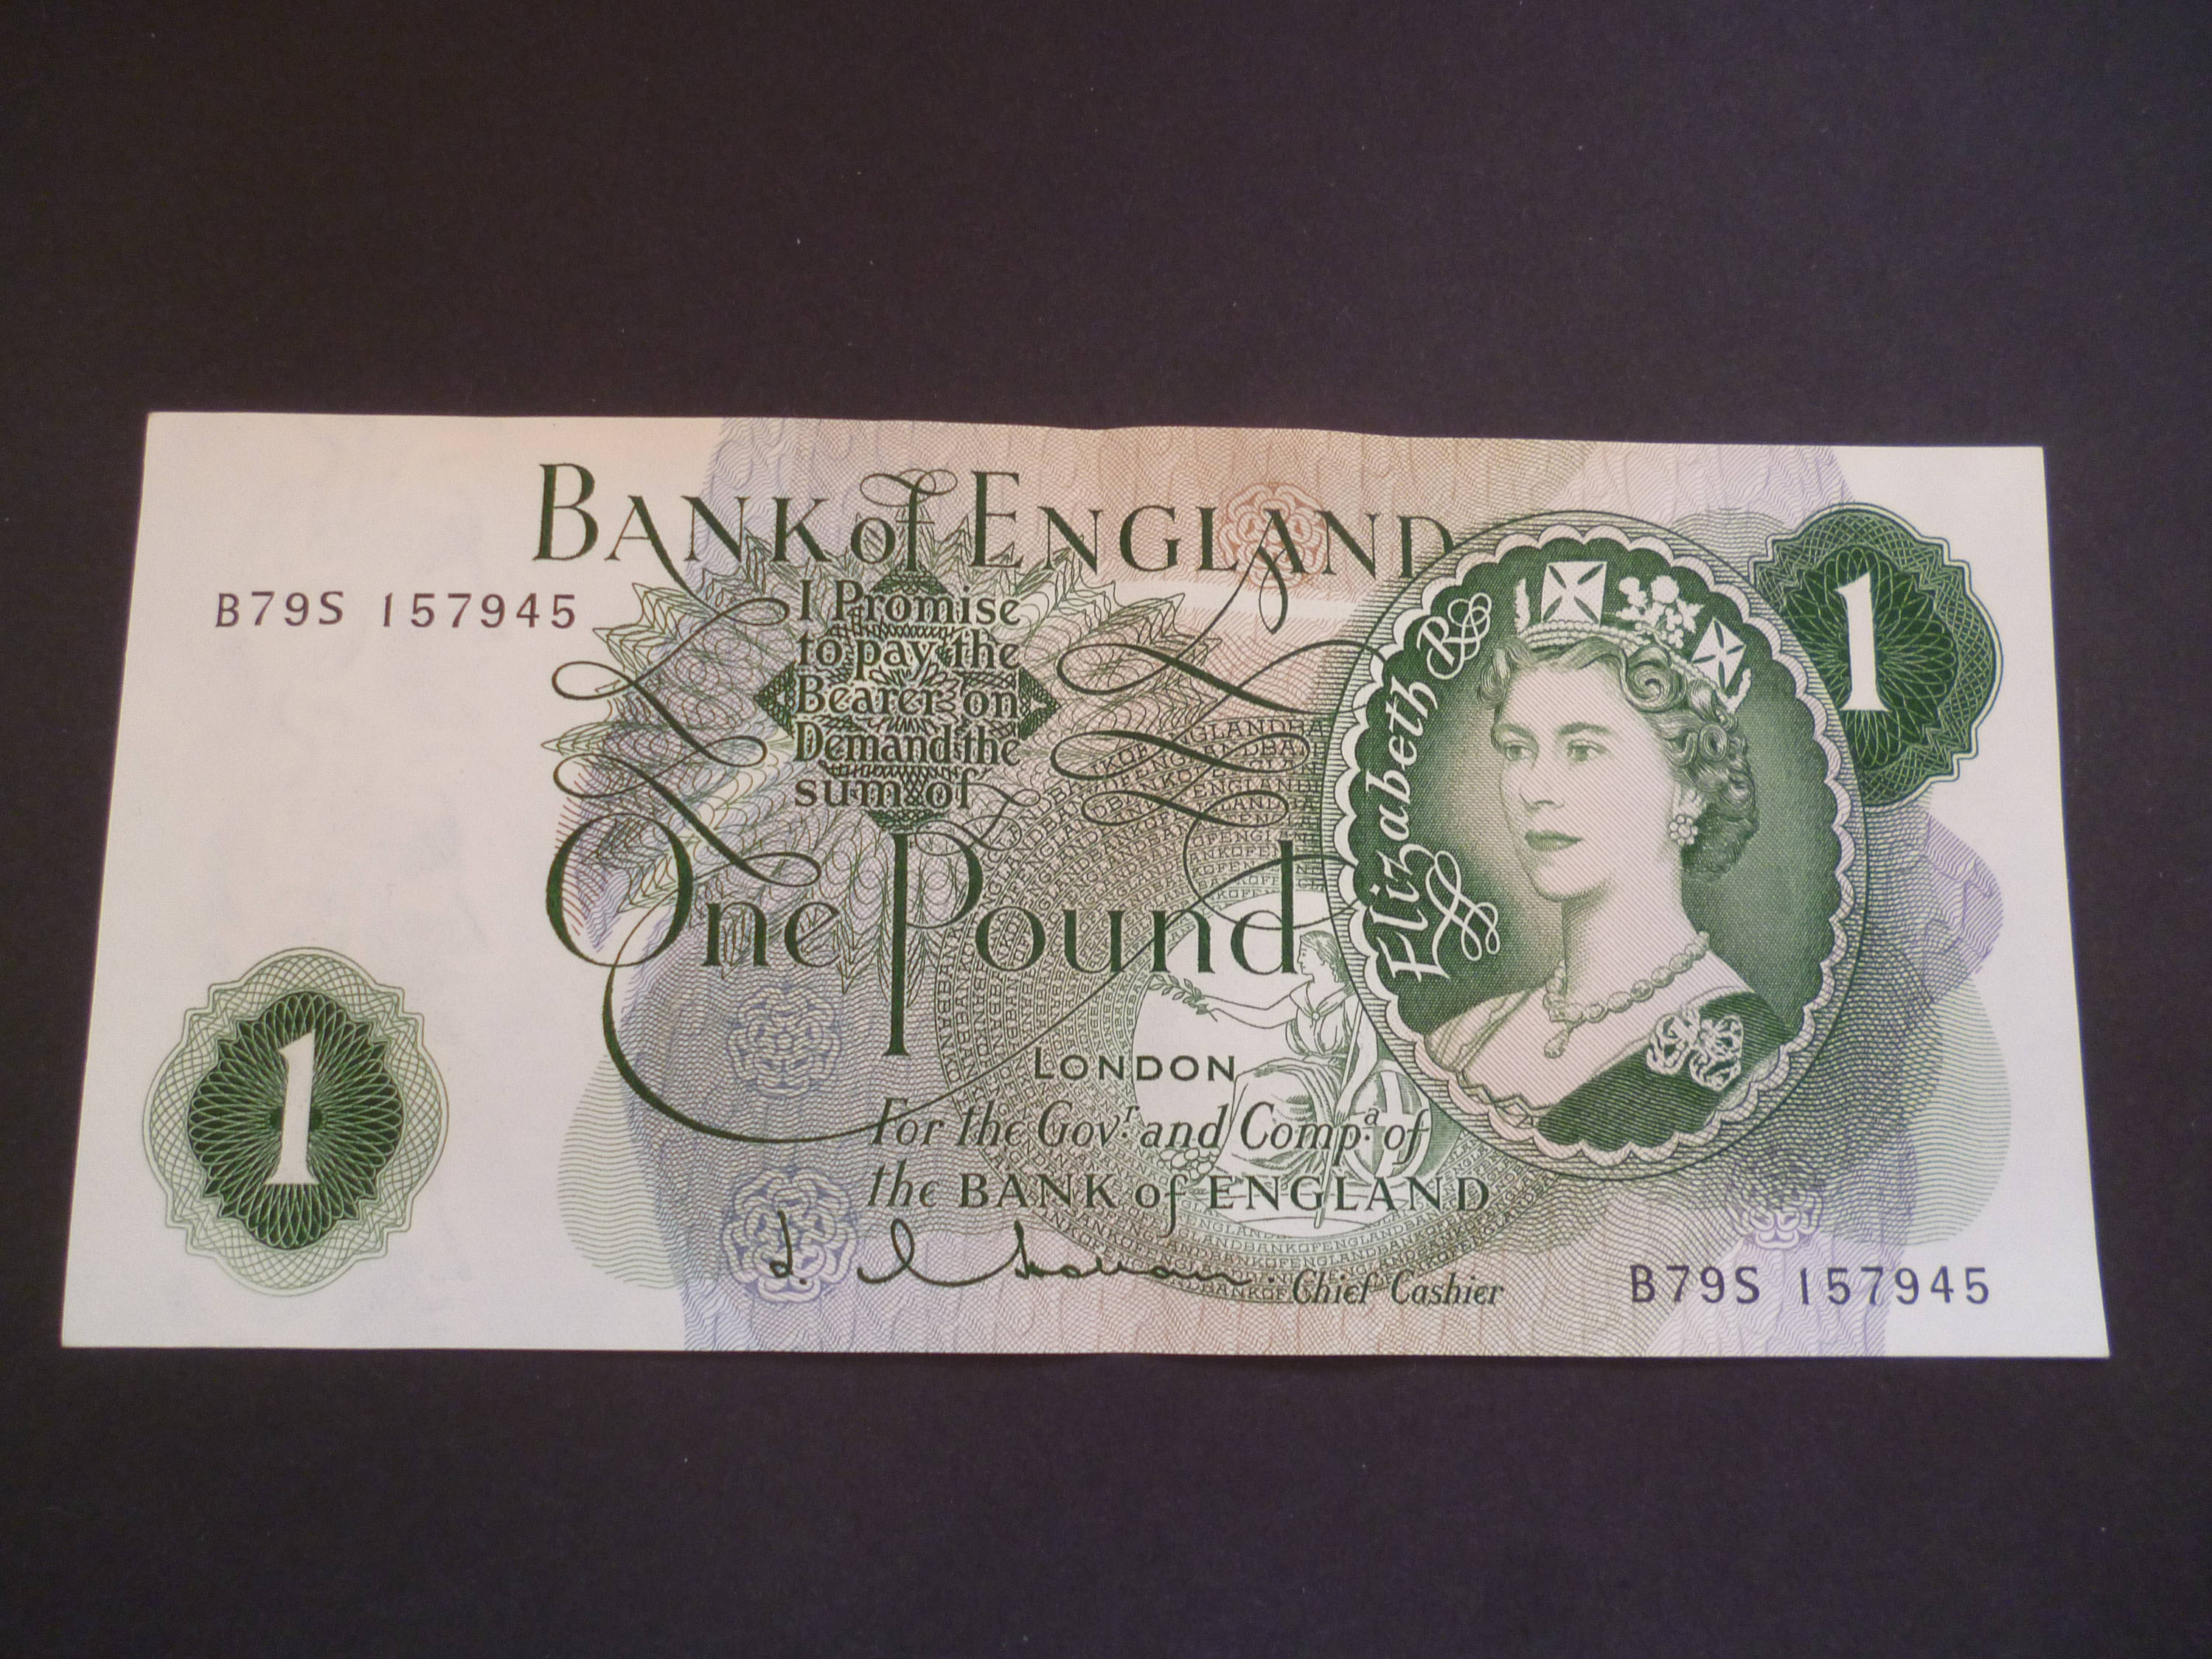 BANK of ENGLAND
B79S 157945
I Promise
to pay the
Bearer on
Demand the
sum of
One Pound
LONDON
For the Govr. and Compa. of
the BANK of ENGLAND
Chief Cashier
Elizabeth R
1
1
B79S 157945